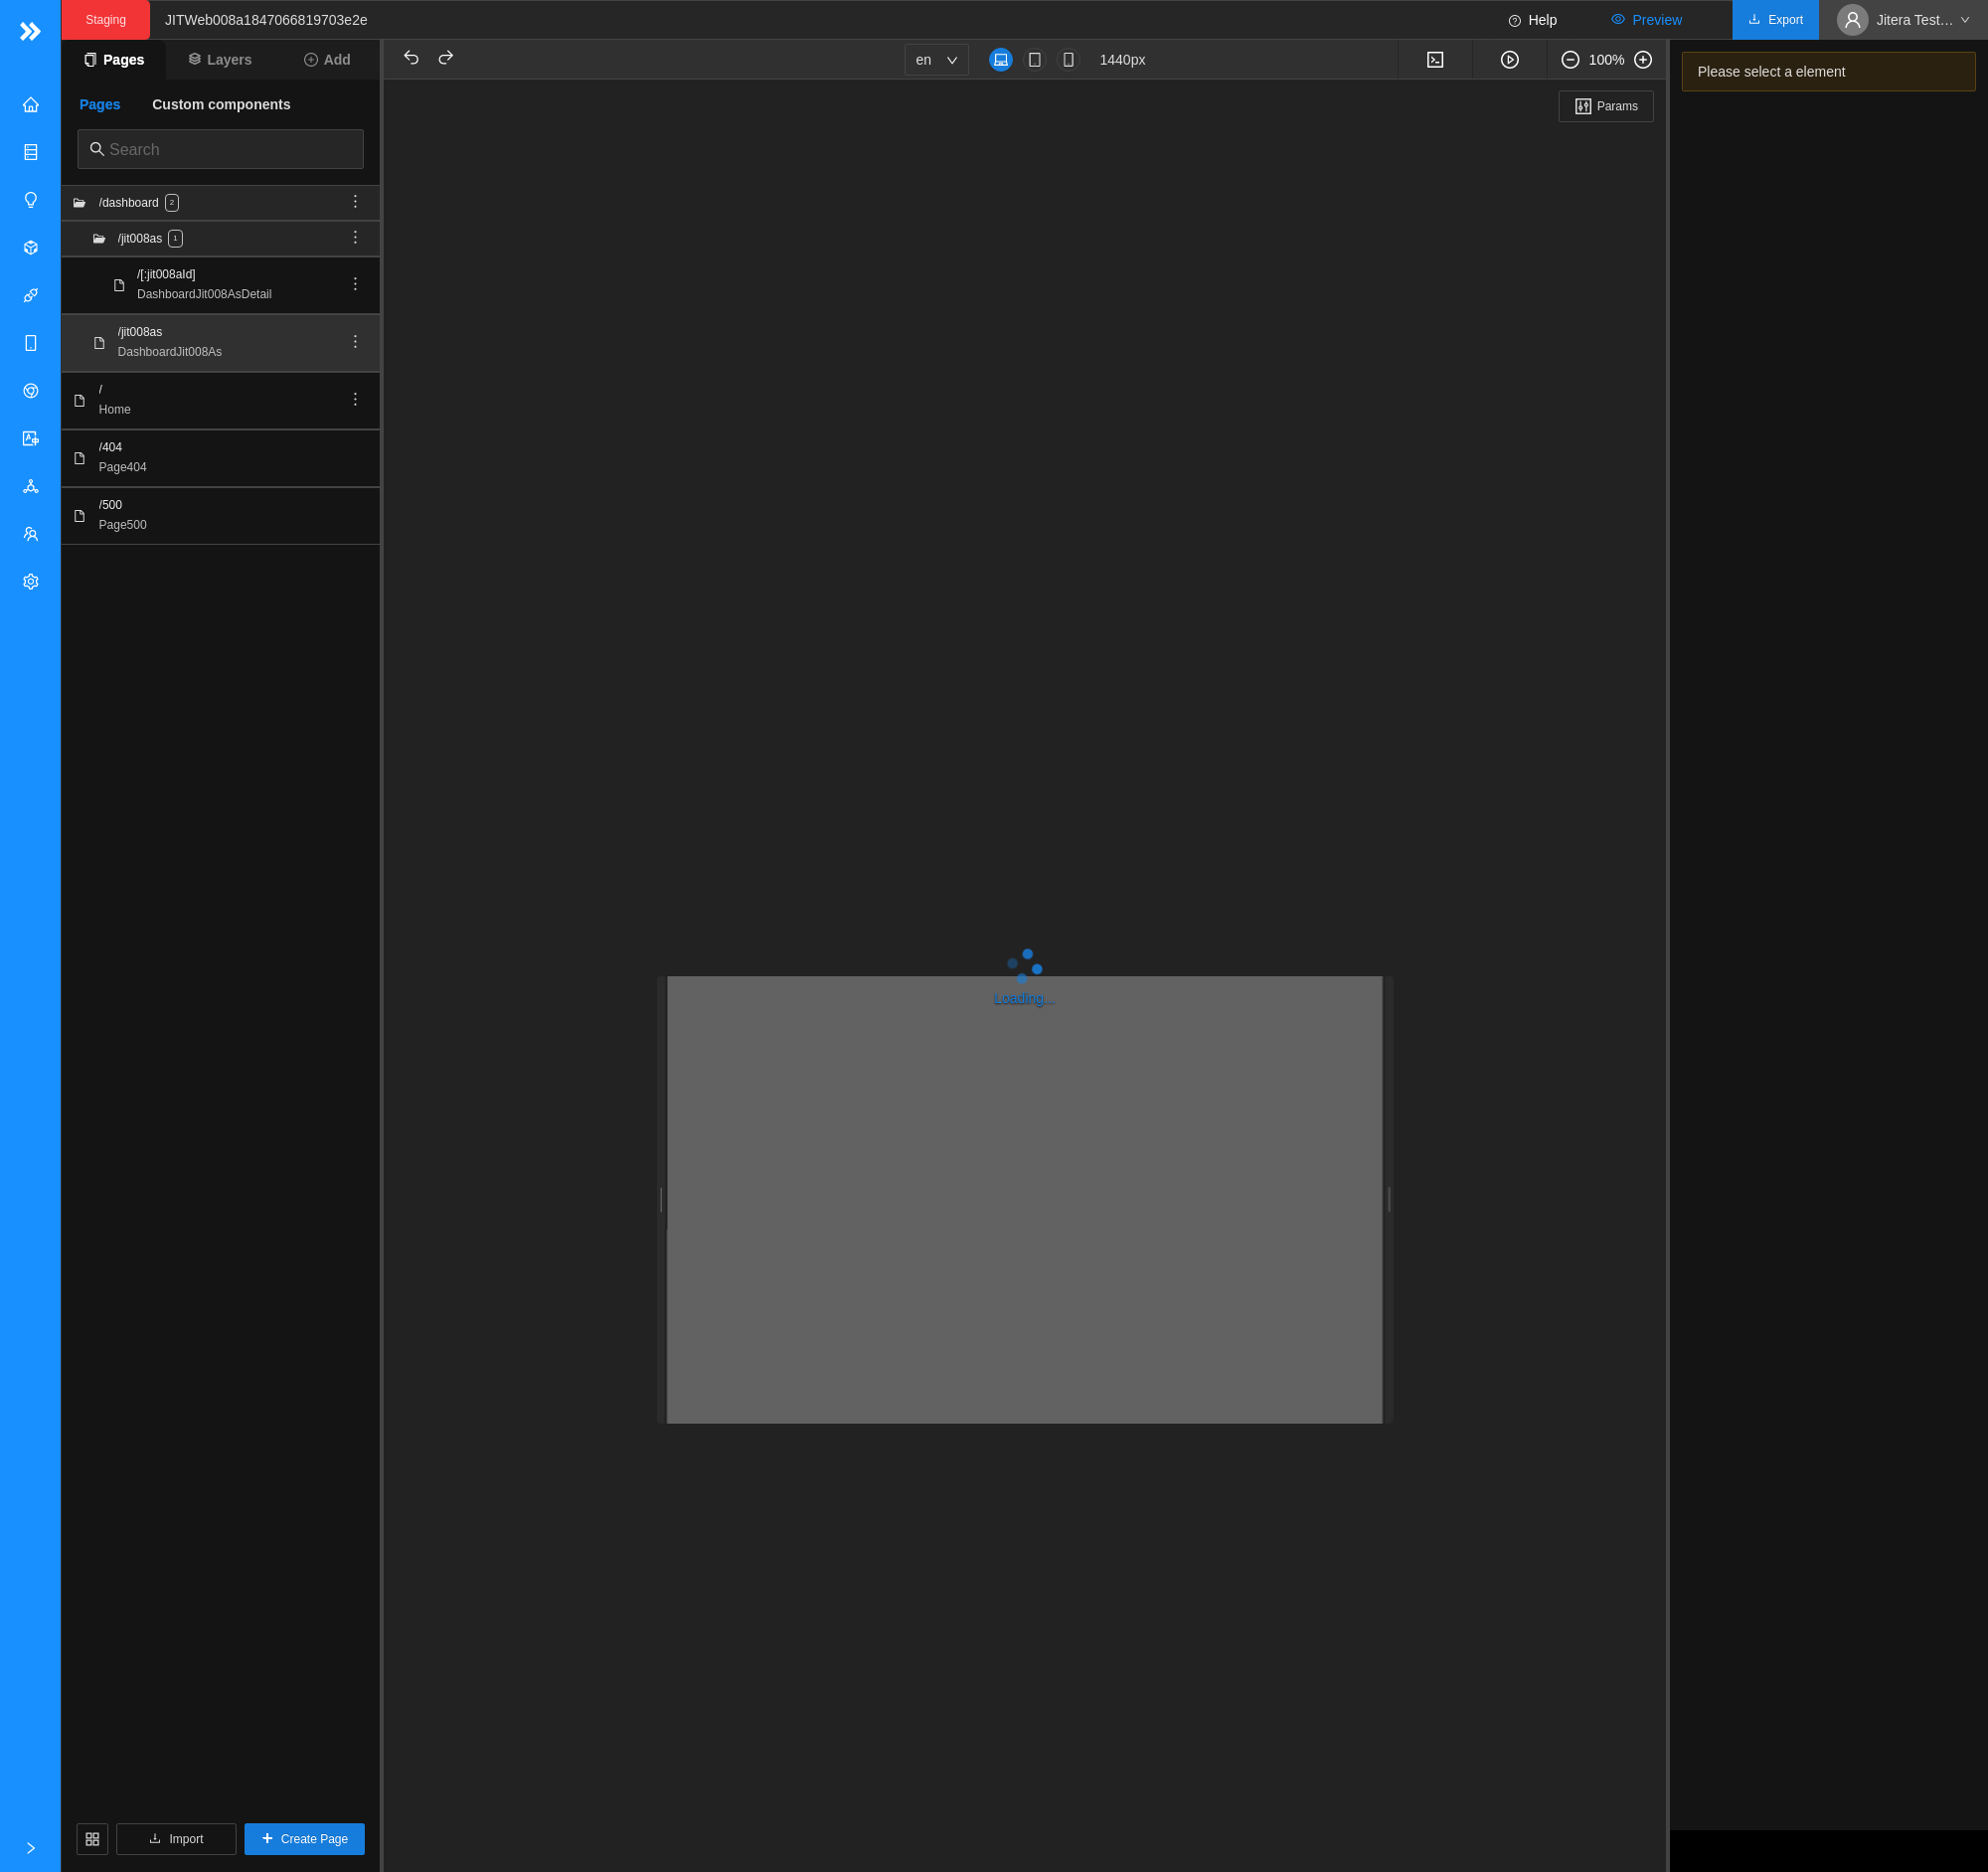 Staging
JITWeb008a1847066819703e2e
Help
Preview
Export
Jitera Test…
Pages
Layers
Add
en
1440px
100%
Please select a element
Pages
Custom components
Params
Search
/dashboard 2
/jit008as 1
/[:jit008aId]
DashboardJit008AsDetail
/jit008as
DashboardJit008As
/
Home
/404
Page404
/500
Page500
Loading...
Import
Create Page